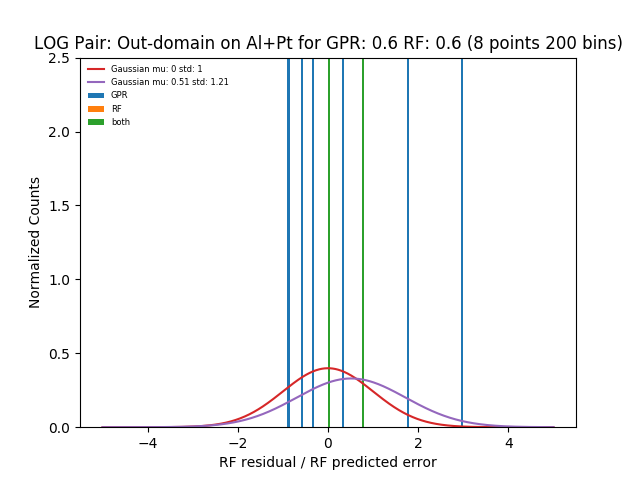 LOG Pair: Out-domain on Al+Pt for GPR: 0.6 RF: 0.6 (8 points 200 bins)
2.5
2.0
1.5
1.0
0.5
0.0
Normalized Counts
Gaussian mu: 0 std: 1
Gaussian mu: 0.51 std: 1.21
GPR
RF
both
−4 −2 0 2 4
RF residual / RF predicted error